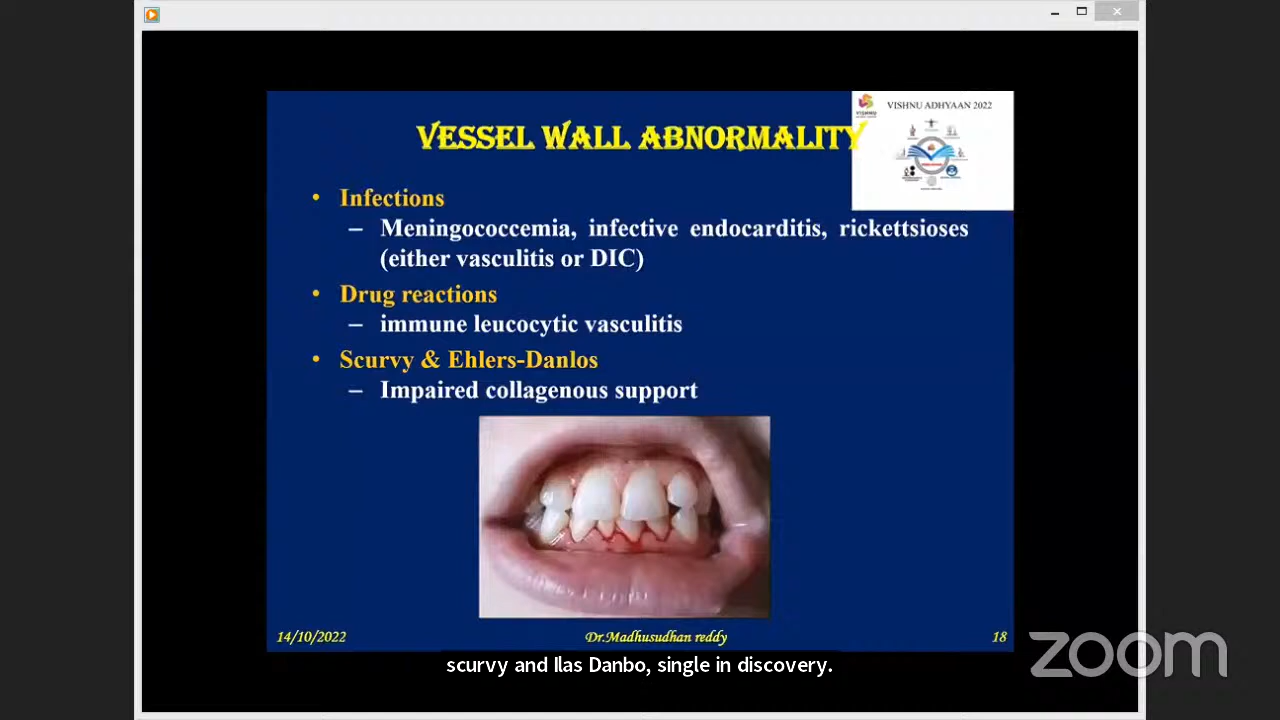 VISHNU ADHYAAN 2022
VESSEL WALL ABNORMALITY
• Infections
– Meningococcemia, infective endocarditis, rickettsioses
(either vasculitis or DIC)
• Drug reactions
– immune leucocytic vasculitis
• Scurvy & Ehlers-Danlos
– Impaired collagenous support
14/10/2022 Dr.Madhusudhan reddy 18
scurvy and Ilas Danbo, single in discovery.
zoom